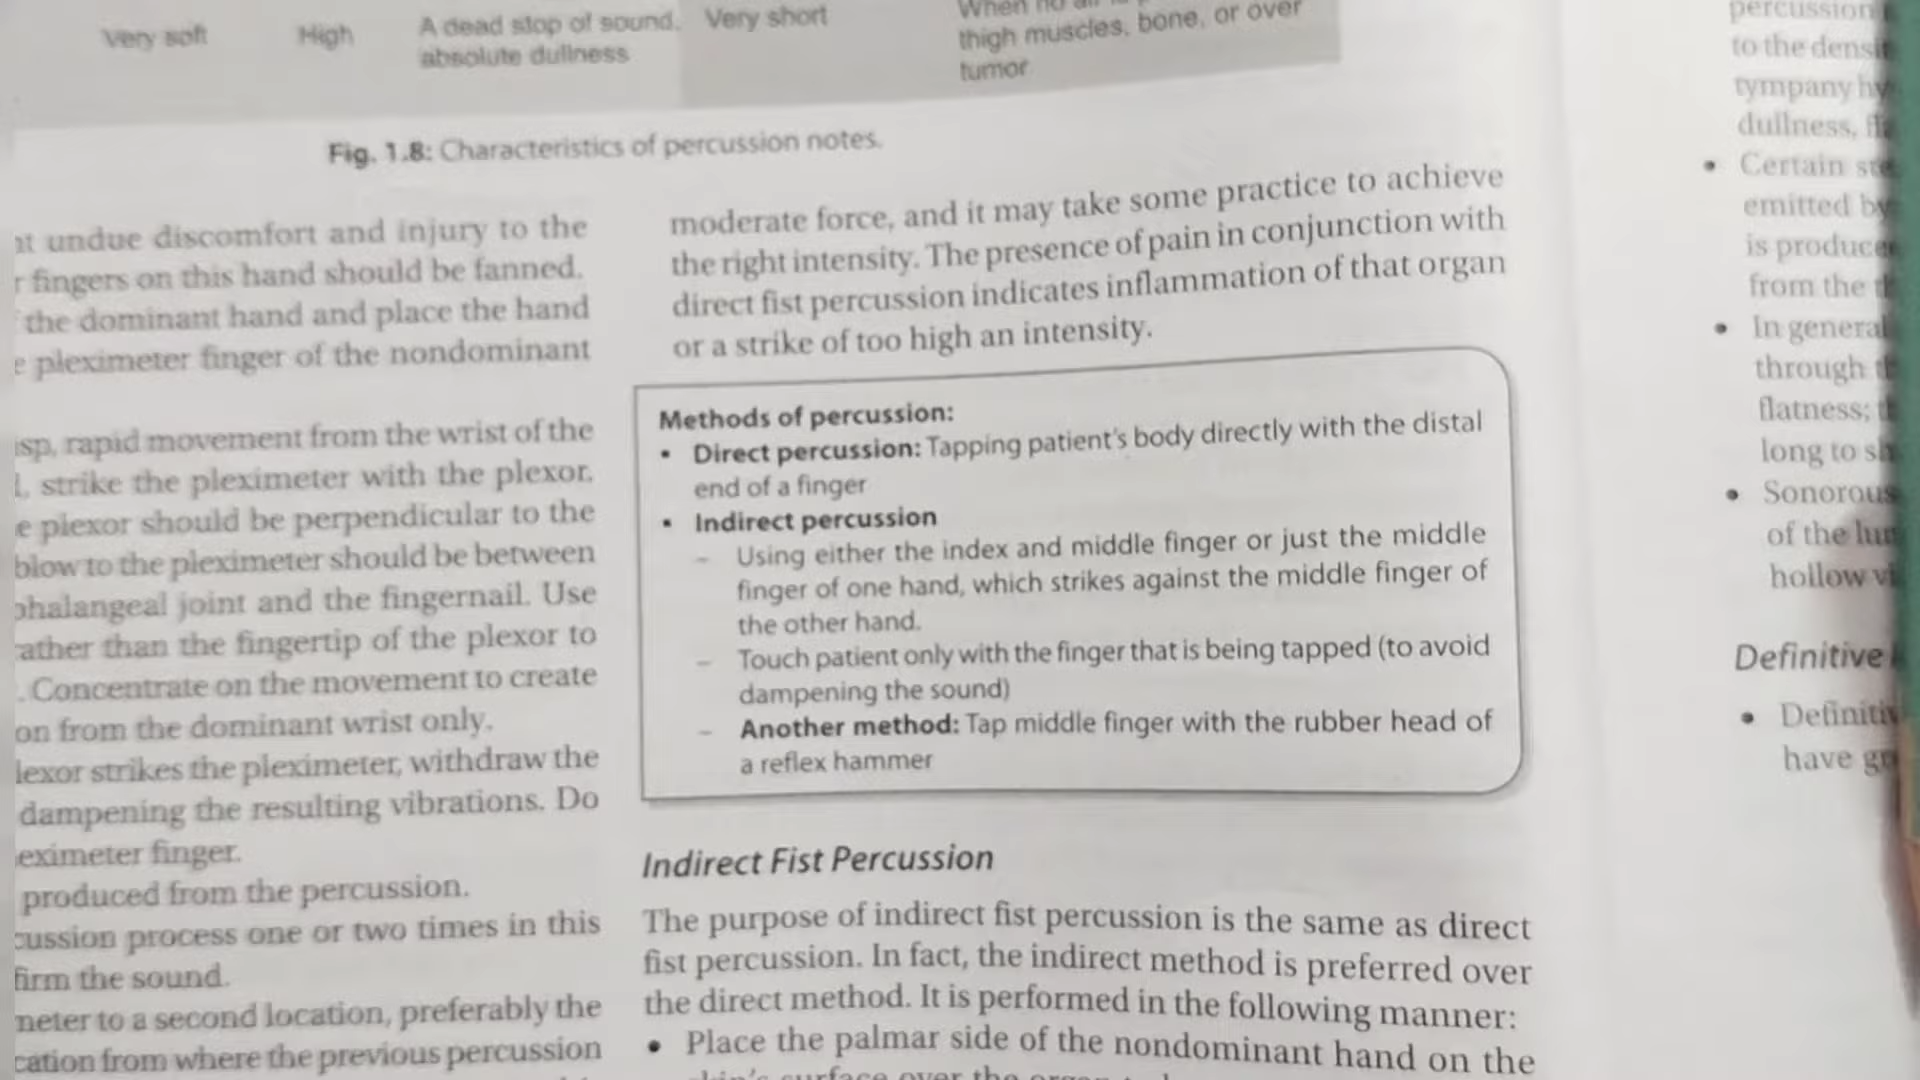 Very soft
High
A dead stop of sound, absolute dullness
Very short
When no
thigh muscles, bone, or over
tumor
Fig. 1.8: Characteristics of percussion notes.
undue discomfort and injury to the
fingers on this hand should be fanned.
the dominant hand and place the hand
pleximeter finger of the nondominant
rapid movement from the wrist of the
strike the pleximeter with the plexor.
plexor should be perpendicular to the
blow to the pleximeter should be between
joint and the fingernail. Use
than the fingertip of the plexor to
. Concentrate on the movement to create
on from the dominant wrist only.
strikes the pleximeter, withdraw the
dampening the resulting vibrations. Do
finger.
produced from the percussion.
process one or two times in this
the sound.
to a second location, preferably the
from where the previous percussion
moderate force, and it may take some practice to achieve
the right intensity. The presence of pain in conjunction with
direct fist percussion indicates inflammation of that organ
or a strike of too high an intensity.
Methods of percussion:
• Direct percussion: Tapping patient's body directly with the distal
end of a finger
• Indirect percussion
– Using either the index and middle finger or just the middle
finger of one hand, which strikes against the middle finger of
the other hand.
– Touch patient only with the finger that is being tapped (to avoid
dampening the sound)
– Another method: Tap middle finger with the rubber head of
a reflex hammer
Indirect Fist Percussion
The purpose of indirect fist percussion is the same as direct
fist percussion. In fact, the indirect method is preferred over
the direct method. It is performed in the following manner:
• Place the palmar side of the nondominant hand on the
skin's surface over the organ
percussion
to the
tympany
dullness,
• Certain
emitted by
is
from the
• In general
through
flatness;
long to
• Sonorous
of the
hollow
Definitive
•
have